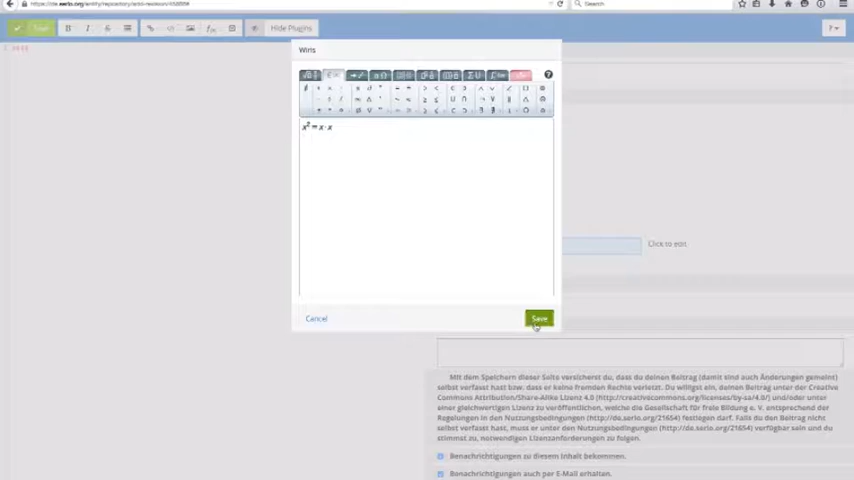 Search
Save
B
I
S
Hide Plugins
?
Wiris
x² = x · x
Click to edit
Cancel
Save
Mit dem Speichern dieser Seite versicherst du, dass du deinen Beitrag (damit sind auch Änderungen gemeint)
selbst verfasst hast bzw. dass er keine fremden Rechte verletzt. Du willigst ein, deinen Beitrag unter der Creative
Commons Attribution/Share-Alike Lizenz 4.0 (http://creativecommons.org/licenses/by-sa/4.0/) und/oder unter
einer gleichwertigen Lizenz zu veröffentlichen, welche die Gesellschaft für freie Bildung e. V. entsprechend der
Regelungen in den Nutzungsbedingungen (http://de.serlo.org/21654) festlegen darf. Falls du den Beitrag nicht
selbst verfasst hast, muss er unter den Nutzungsbedingungen (http://de.serlo.org/21654) verfügbar sein und du
stimmst zu, notwendigen Lizenzanforderungen zu folgen.
Benachrichtigungen zu diesem Inhalt bekommen.
Benachrichtigungen auch per E-Mail erhalten.